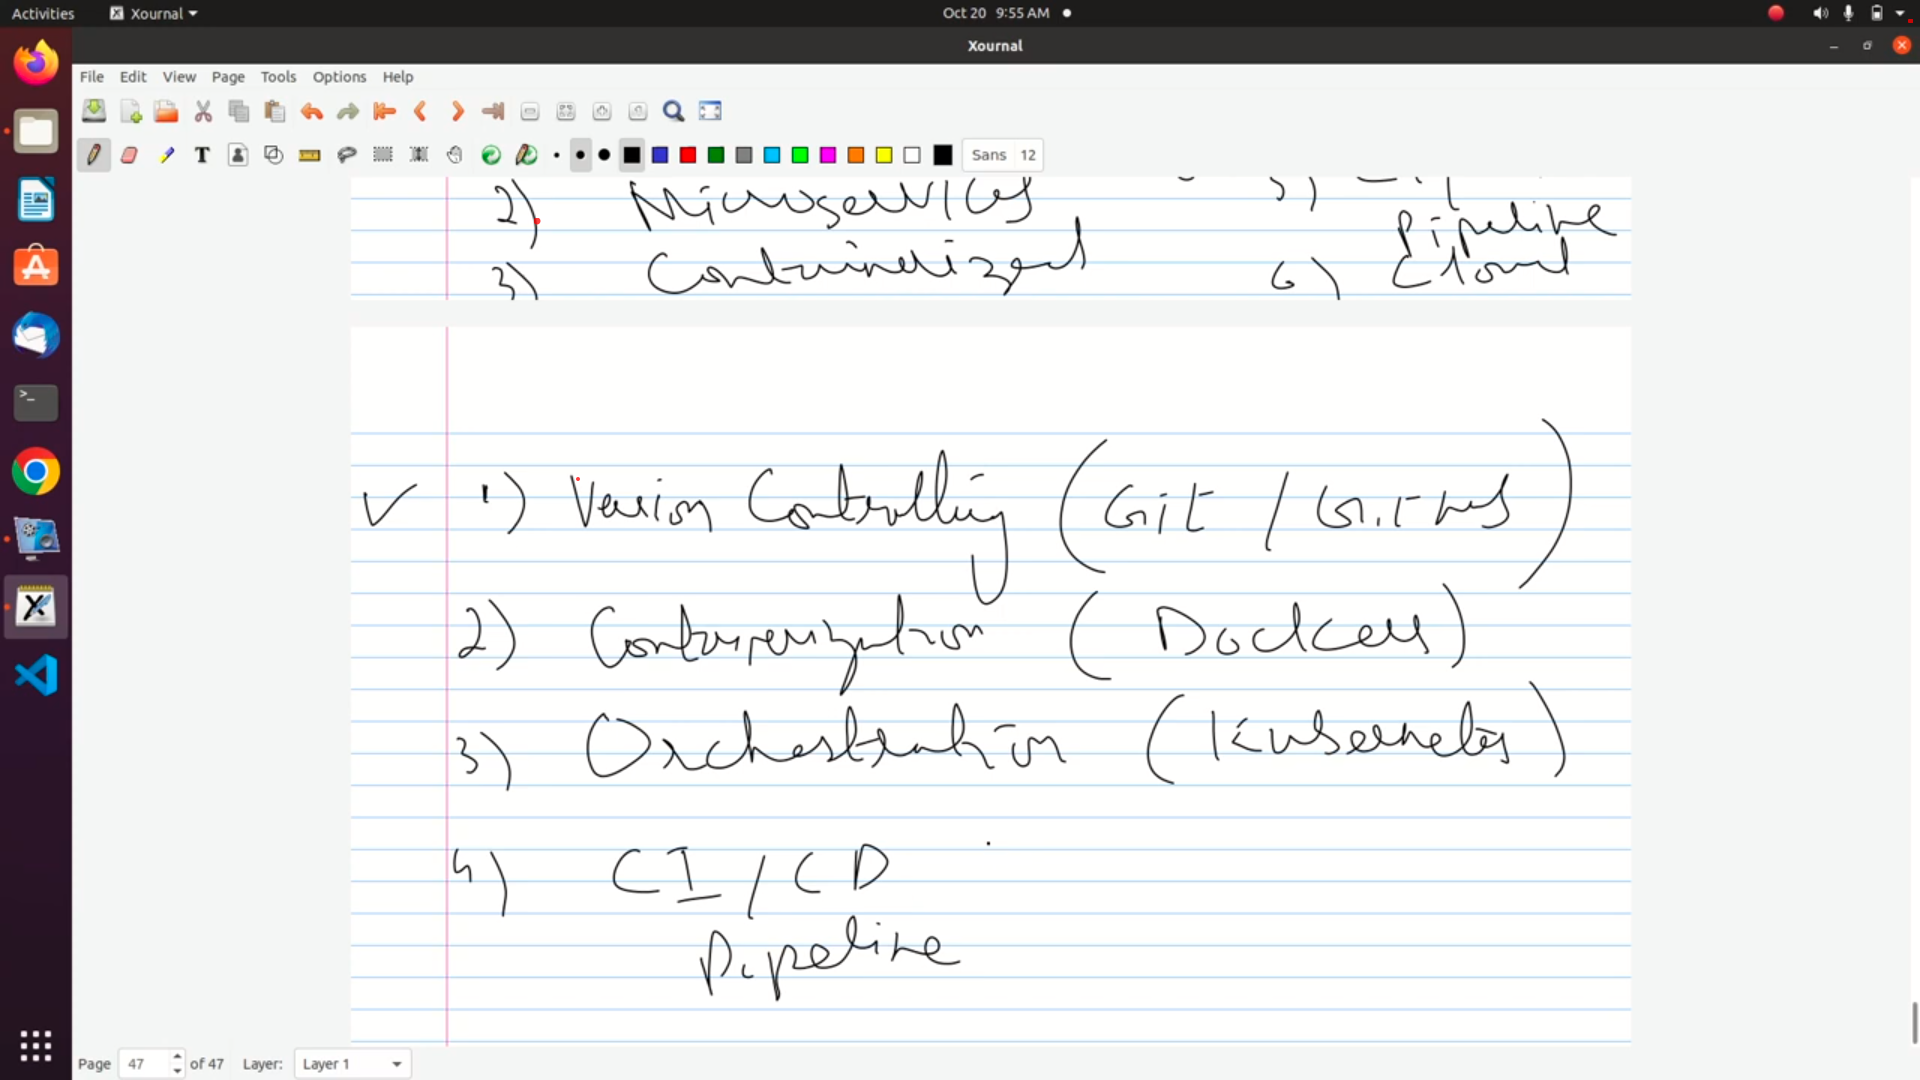 Activities Xournal Oct 20 9:55 AM
Xournal
File Edit View Page Tools Options Help
Sans 12
2) Microservices
Pipeline
3) Containerized 6) Cloud
1) Version Controlling (Git / GitHub)
2) Containerization (Docker)
3) Orchestration (Kubernetes)
4) CI / CD
Pipeline
Page 47 of 47 Layer: Layer 1